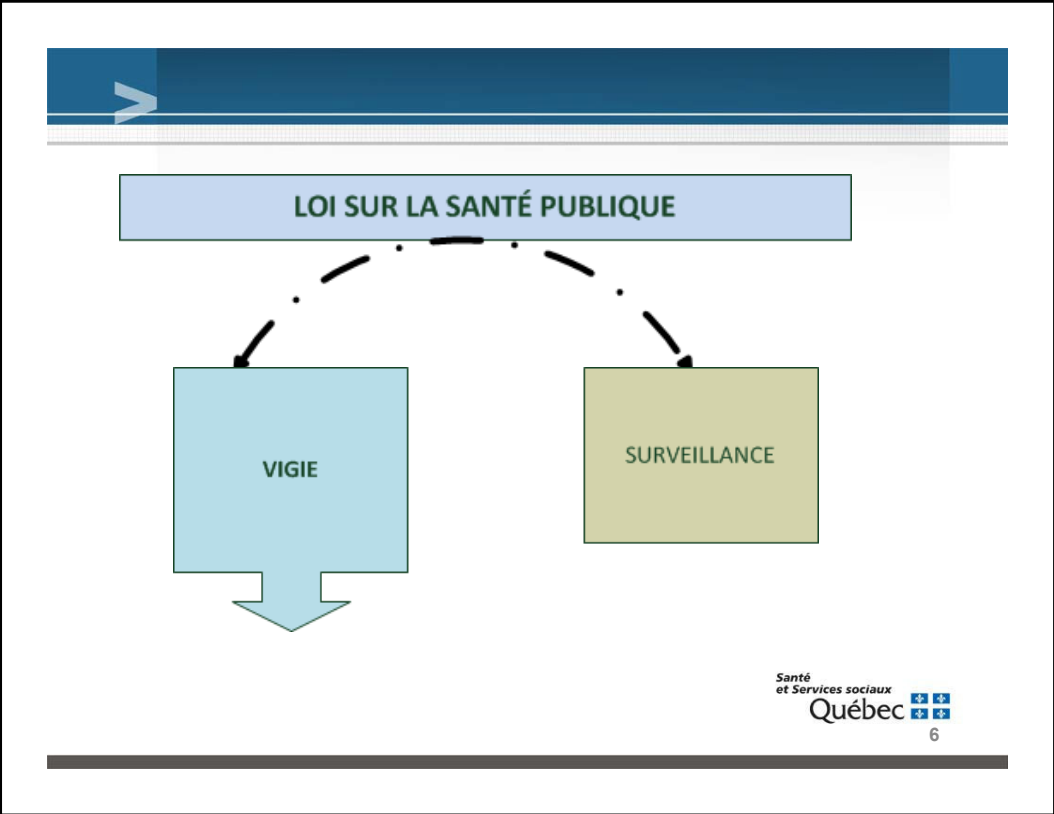 LOI SUR LA SANTÉ PUBLIQUE
VIGIE
SURVEILLANCE
Santé
et Services sociaux
Québec
6